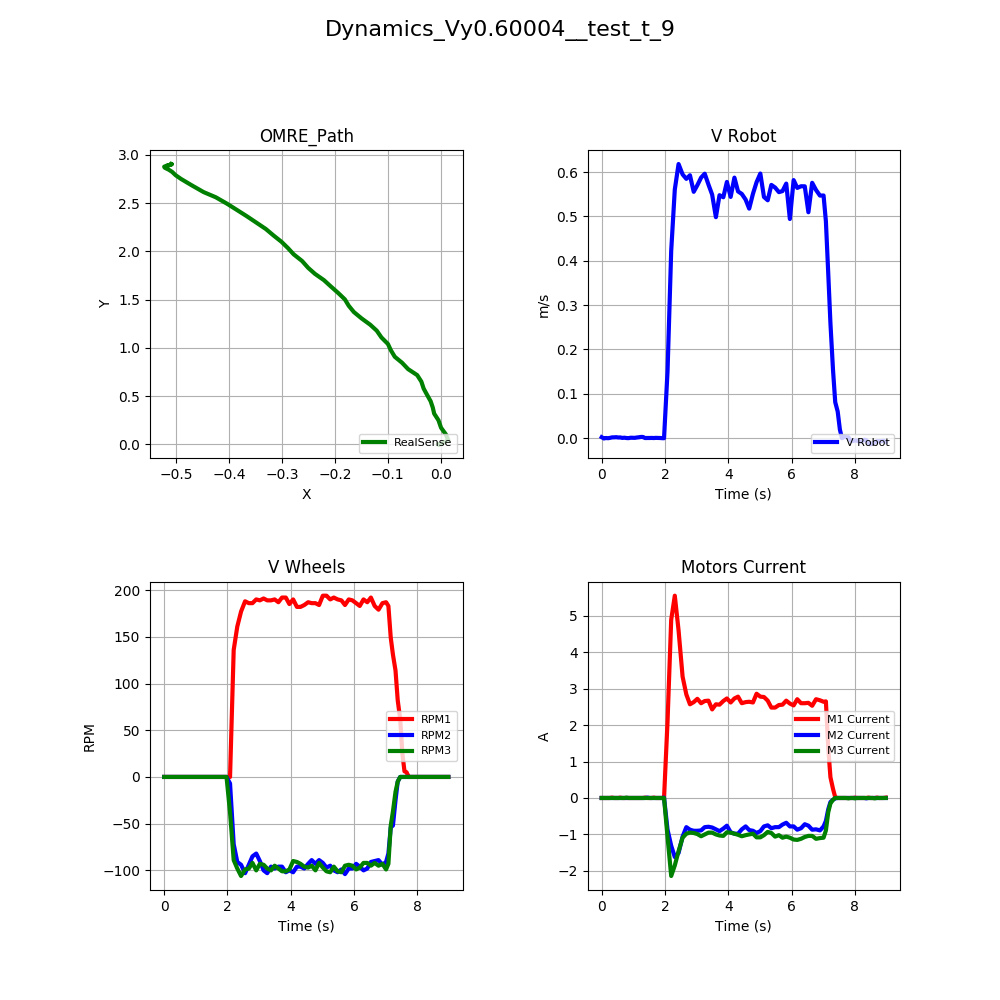 Dynamics_Vy0.60004__test_t_9
OMRE_Path
3.0
2.5
2.0
1.5
1.0
0.5
0.0
Y
−0.5 −0.4 −0.3 −0.2 −0.1 0.0
X
RealSense
V Robot
0.6
0.5
0.4
0.3
0.2
0.1
0.0
m/s
0 2 4 6 8
Time (s)
V Robot
V Wheels
200
150
100
50
0
−50
−100
RPM
0 2 4 6 8
Time (s)
RPM1
RPM2
RPM3
Motors Current
5
4
3
2
1
0
−1
−2
A
0 2 4 6 8
Time (s)
M1 Current
M2 Current
M3 Current